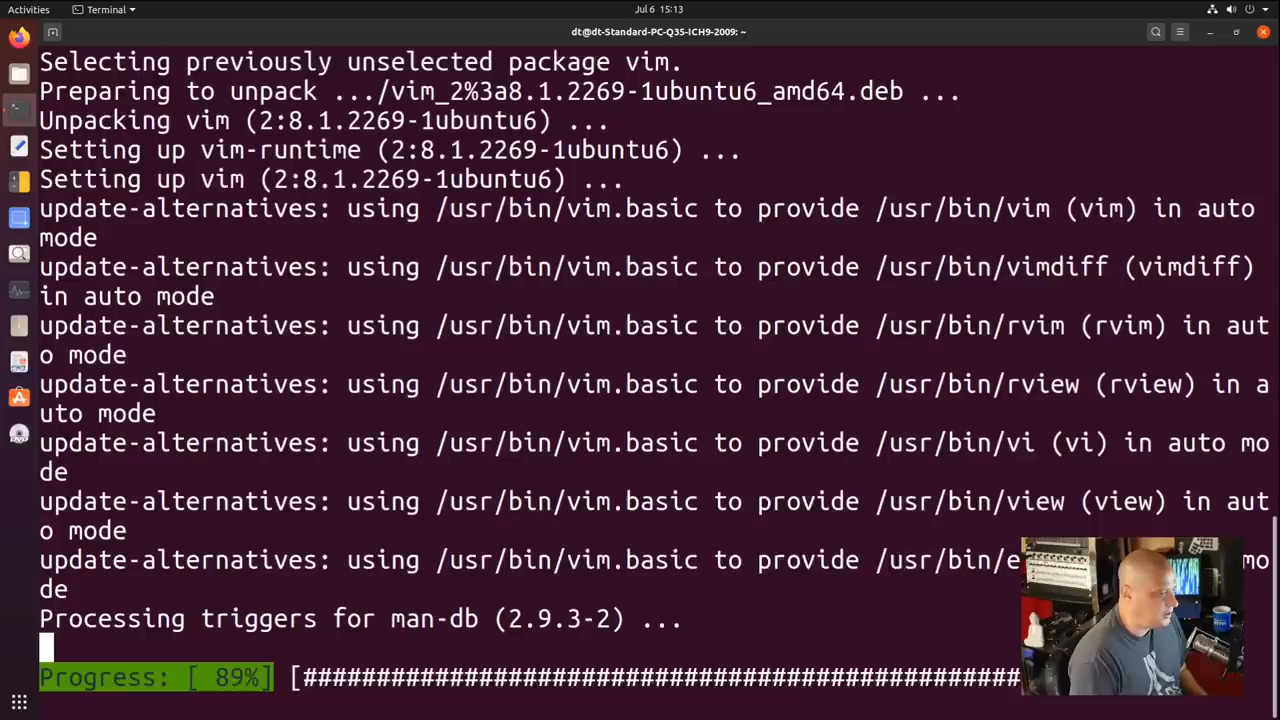 Activities Terminal Jul 6 15:13
dt@dt-Standard-PC-Q35-ICH9-2009: ~
Selecting previously unselected package vim.
Preparing to unpack .../vim_2%3a8.1.2269-1ubuntu6_amd64.deb ...
Unpacking vim (2:8.1.2269-1ubuntu6) ...
Setting up vim-runtime (2:8.1.2269-1ubuntu6) ...
Setting up vim (2:8.1.2269-1ubuntu6) ...
update-alternatives: using /usr/bin/vim.basic to provide /usr/bin/vim (vim) in auto
mode
update-alternatives: using /usr/bin/vim.basic to provide /usr/bin/vimdiff (vimdiff)
in auto mode
update-alternatives: using /usr/bin/vim.basic to provide /usr/bin/rvim (rvim) in aut
o mode
update-alternatives: using /usr/bin/vim.basic to provide /usr/bin/rview (rview) in a
uto mode
update-alternatives: using /usr/bin/vim.basic to provide /usr/bin/vi (vi) in auto mo
de
update-alternatives: using /usr/bin/vim.basic to provide /usr/bin/view (view) in aut
o mode
update-alternatives: using /usr/bin/vim.basic to provide /usr/bin/e mo
de
Processing triggers for man-db (2.9.3-2) ...
Progress: [ 89%] [#################################################